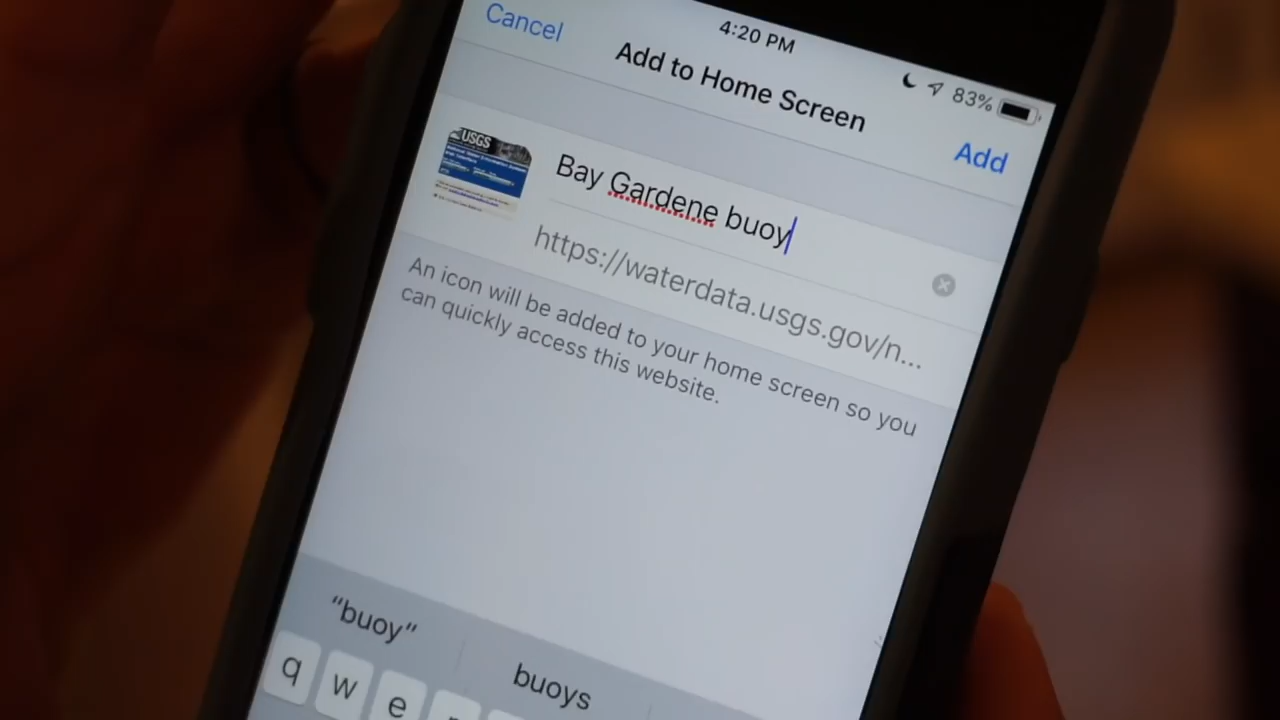 4:20 PM
83%
Cancel
Add to Home Screen
Add
USGS
Bay Gardene buoy
https://waterdata.usgs.gov/n...
An icon will be added to your home screen so you
can quickly access this website.
“buoy”
buoys
q w e